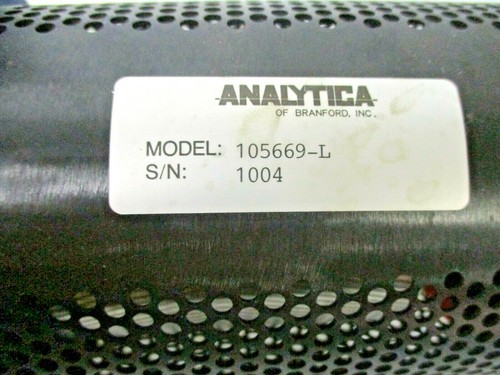 ANALYTICA
OF BRANFORD, INC.
MODEL: 105669-L
S/N: 1004